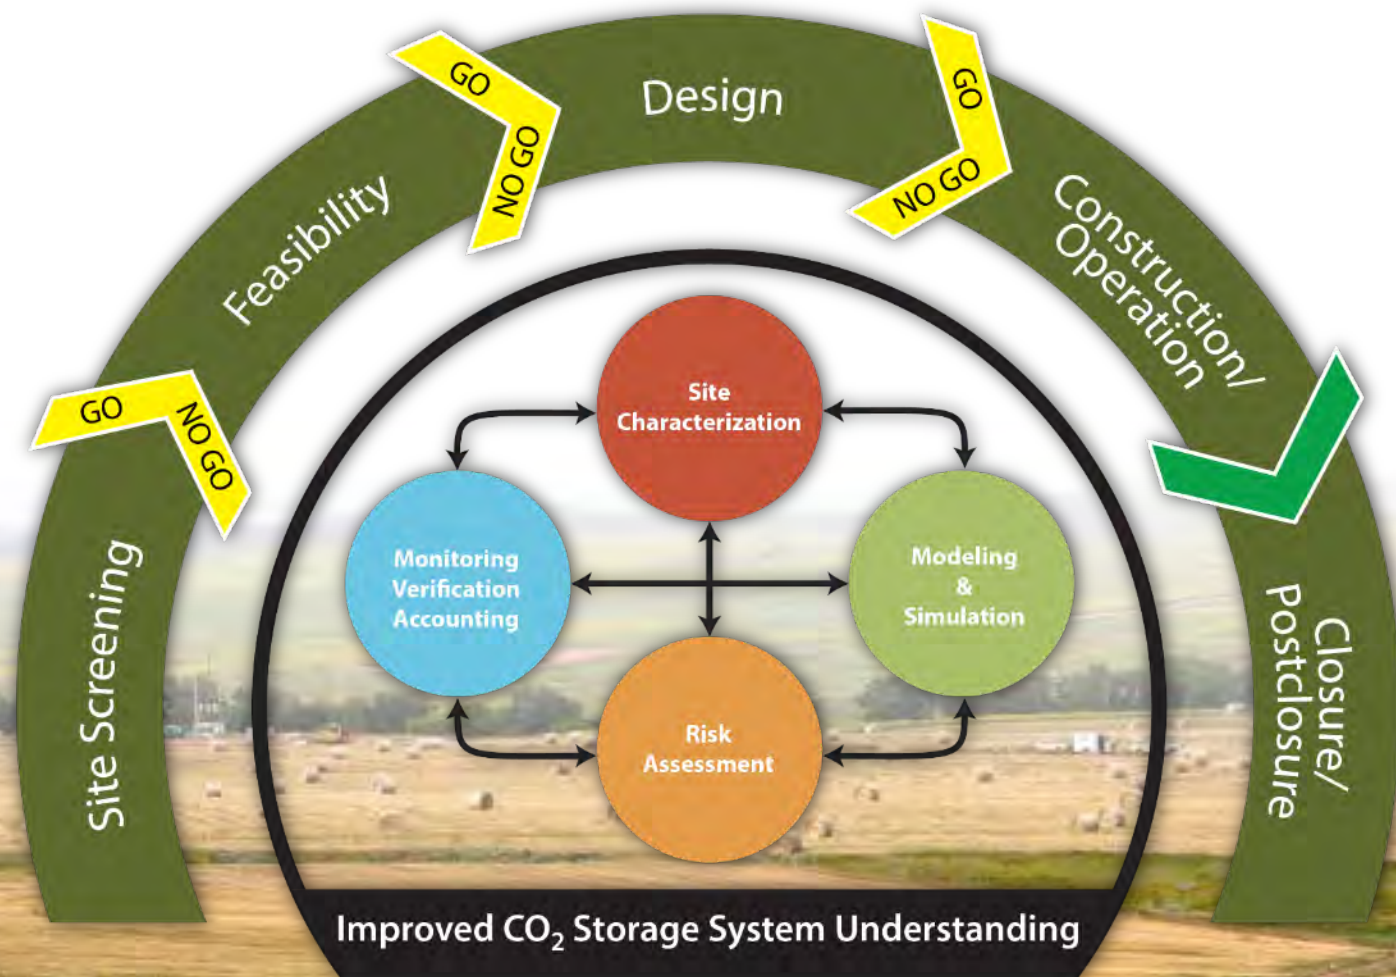 Site Screening
GO
NO GO
Feasibility
GO
NO GO
Design
GO
NO GO
Construction/
Operation
Closure/
Postclosure
Site
Characterization
Monitoring
Verification
Accounting
Modeling
&
Simulation
Risk
Assessment
Improved CO₂ Storage System Understanding